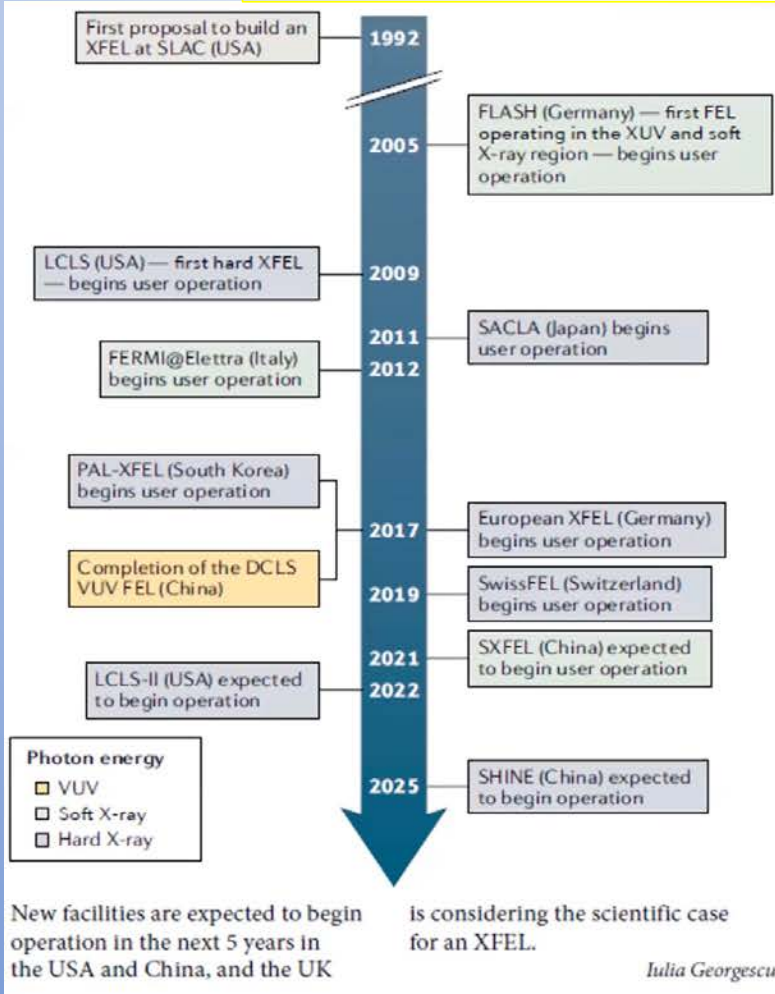 First proposal to build an
XFEL at SLAC (USA)
1992
FLASH (Germany) — first FEL
operating in the XUV and soft
X-ray region — begins user
operation
2005
LCLS (USA) — first hard XFEL
— begins user operation
2009
SACLA (Japan) begins
user operation
2011
FERMI@Elettra (Italy)
begins user operation
2012
PAL-XFEL (South Korea)
begins user operation
Completion of the DCLS
VUV FEL (China)
2017
European XFEL (Germany)
begins user operation
2019
SwissFEL (Switzerland)
begins user operation
2021
SXFEL (China) expected
to begin user operation
LCLS-II (USA) expected
to begin operation
2022
Photon energy
VUV
Soft X-ray
Hard X-ray
2025
SHINE (China) expected
to begin operation
New facilities are expected to begin
operation in the next 5 years in
the USA and China, and the UK
is considering the scientific case
for an XFEL.
Iulia Georgescu